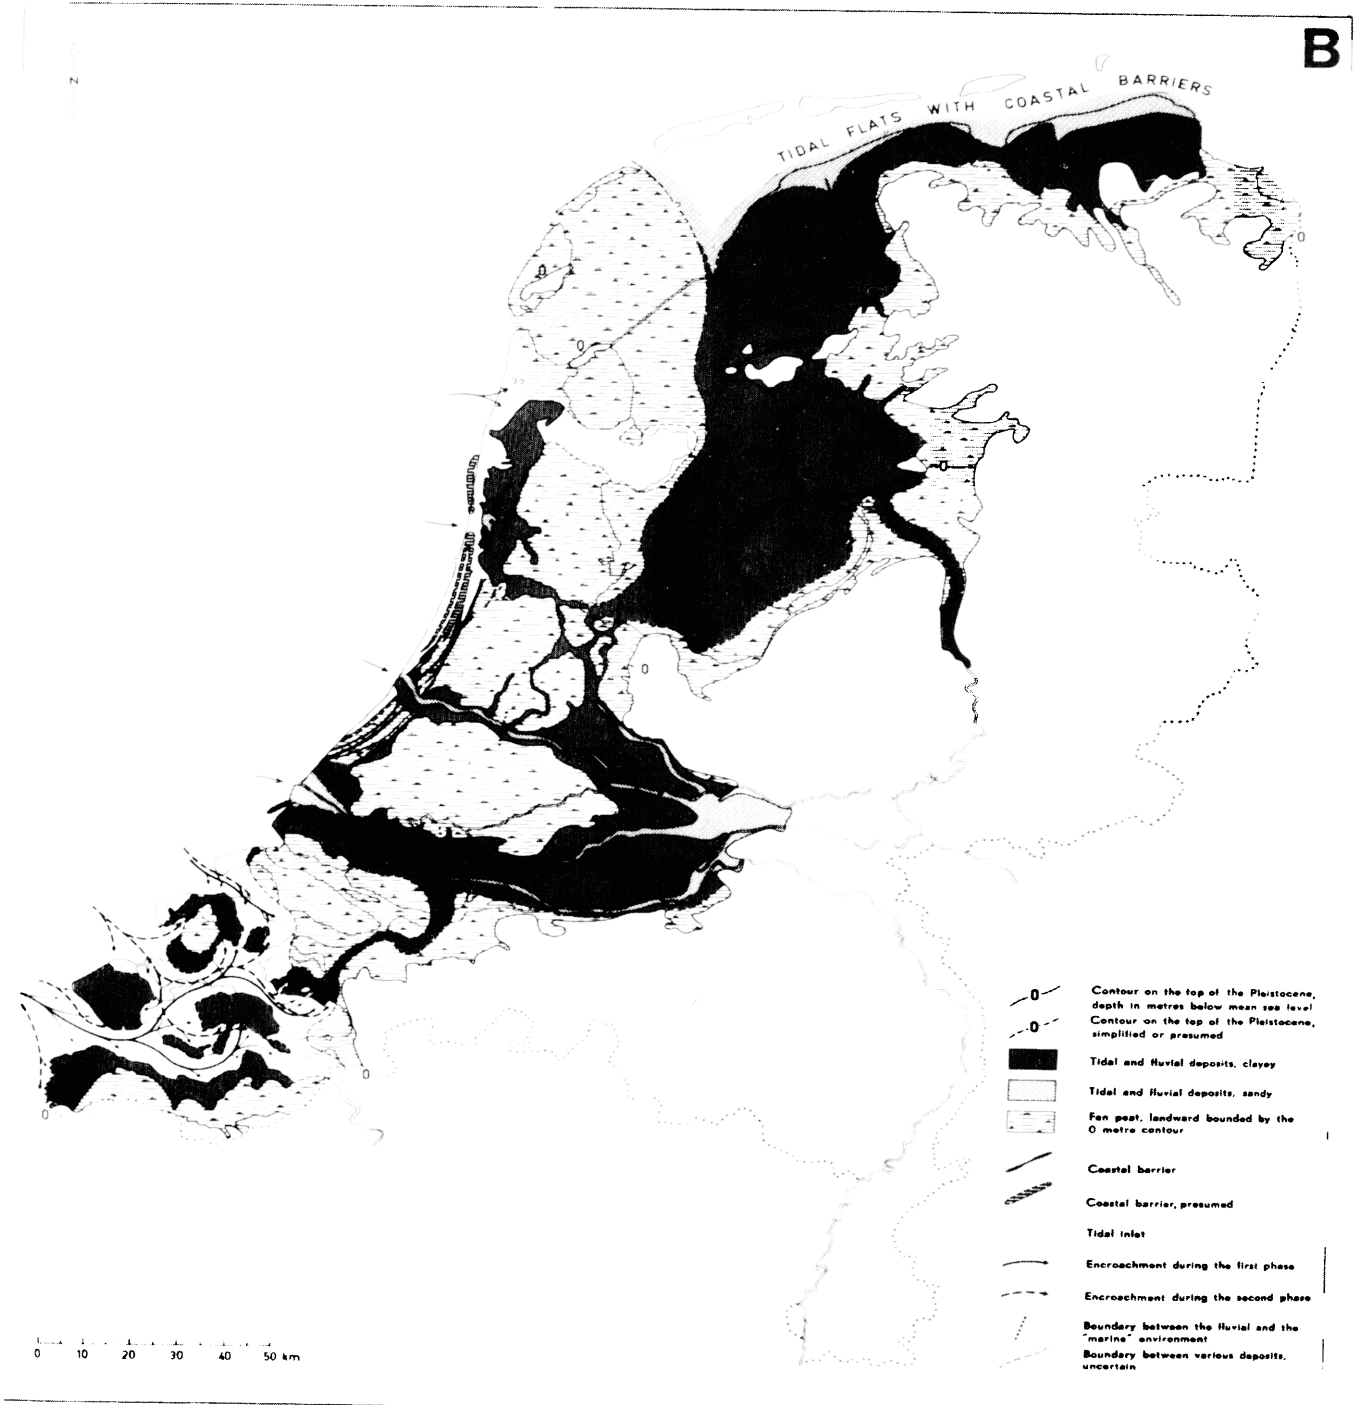 B
N
TIDAL FLATS WITH COASTAL BARRIERS
0
0
0
0
0
0
0
Contour on the top of the Pleistocene,
depth in metres below mean sea level
Contour on the top of the Pleistocene,
simplified or presumed
Tidal and fluvial deposits, clayey
Tidal and fluvial deposits, sandy
Fen peat, landward bounded by the
0 metre contour
Coastal barrier
Coastal barrier, presumed
Tidal inlet
Encroachment during the first phase
Encroachment during the second phase
Boundary between the fluvial and the
"marine" environment
Boundary between various deposits,
uncertain
0
0
0 10 20 30 40 50 km